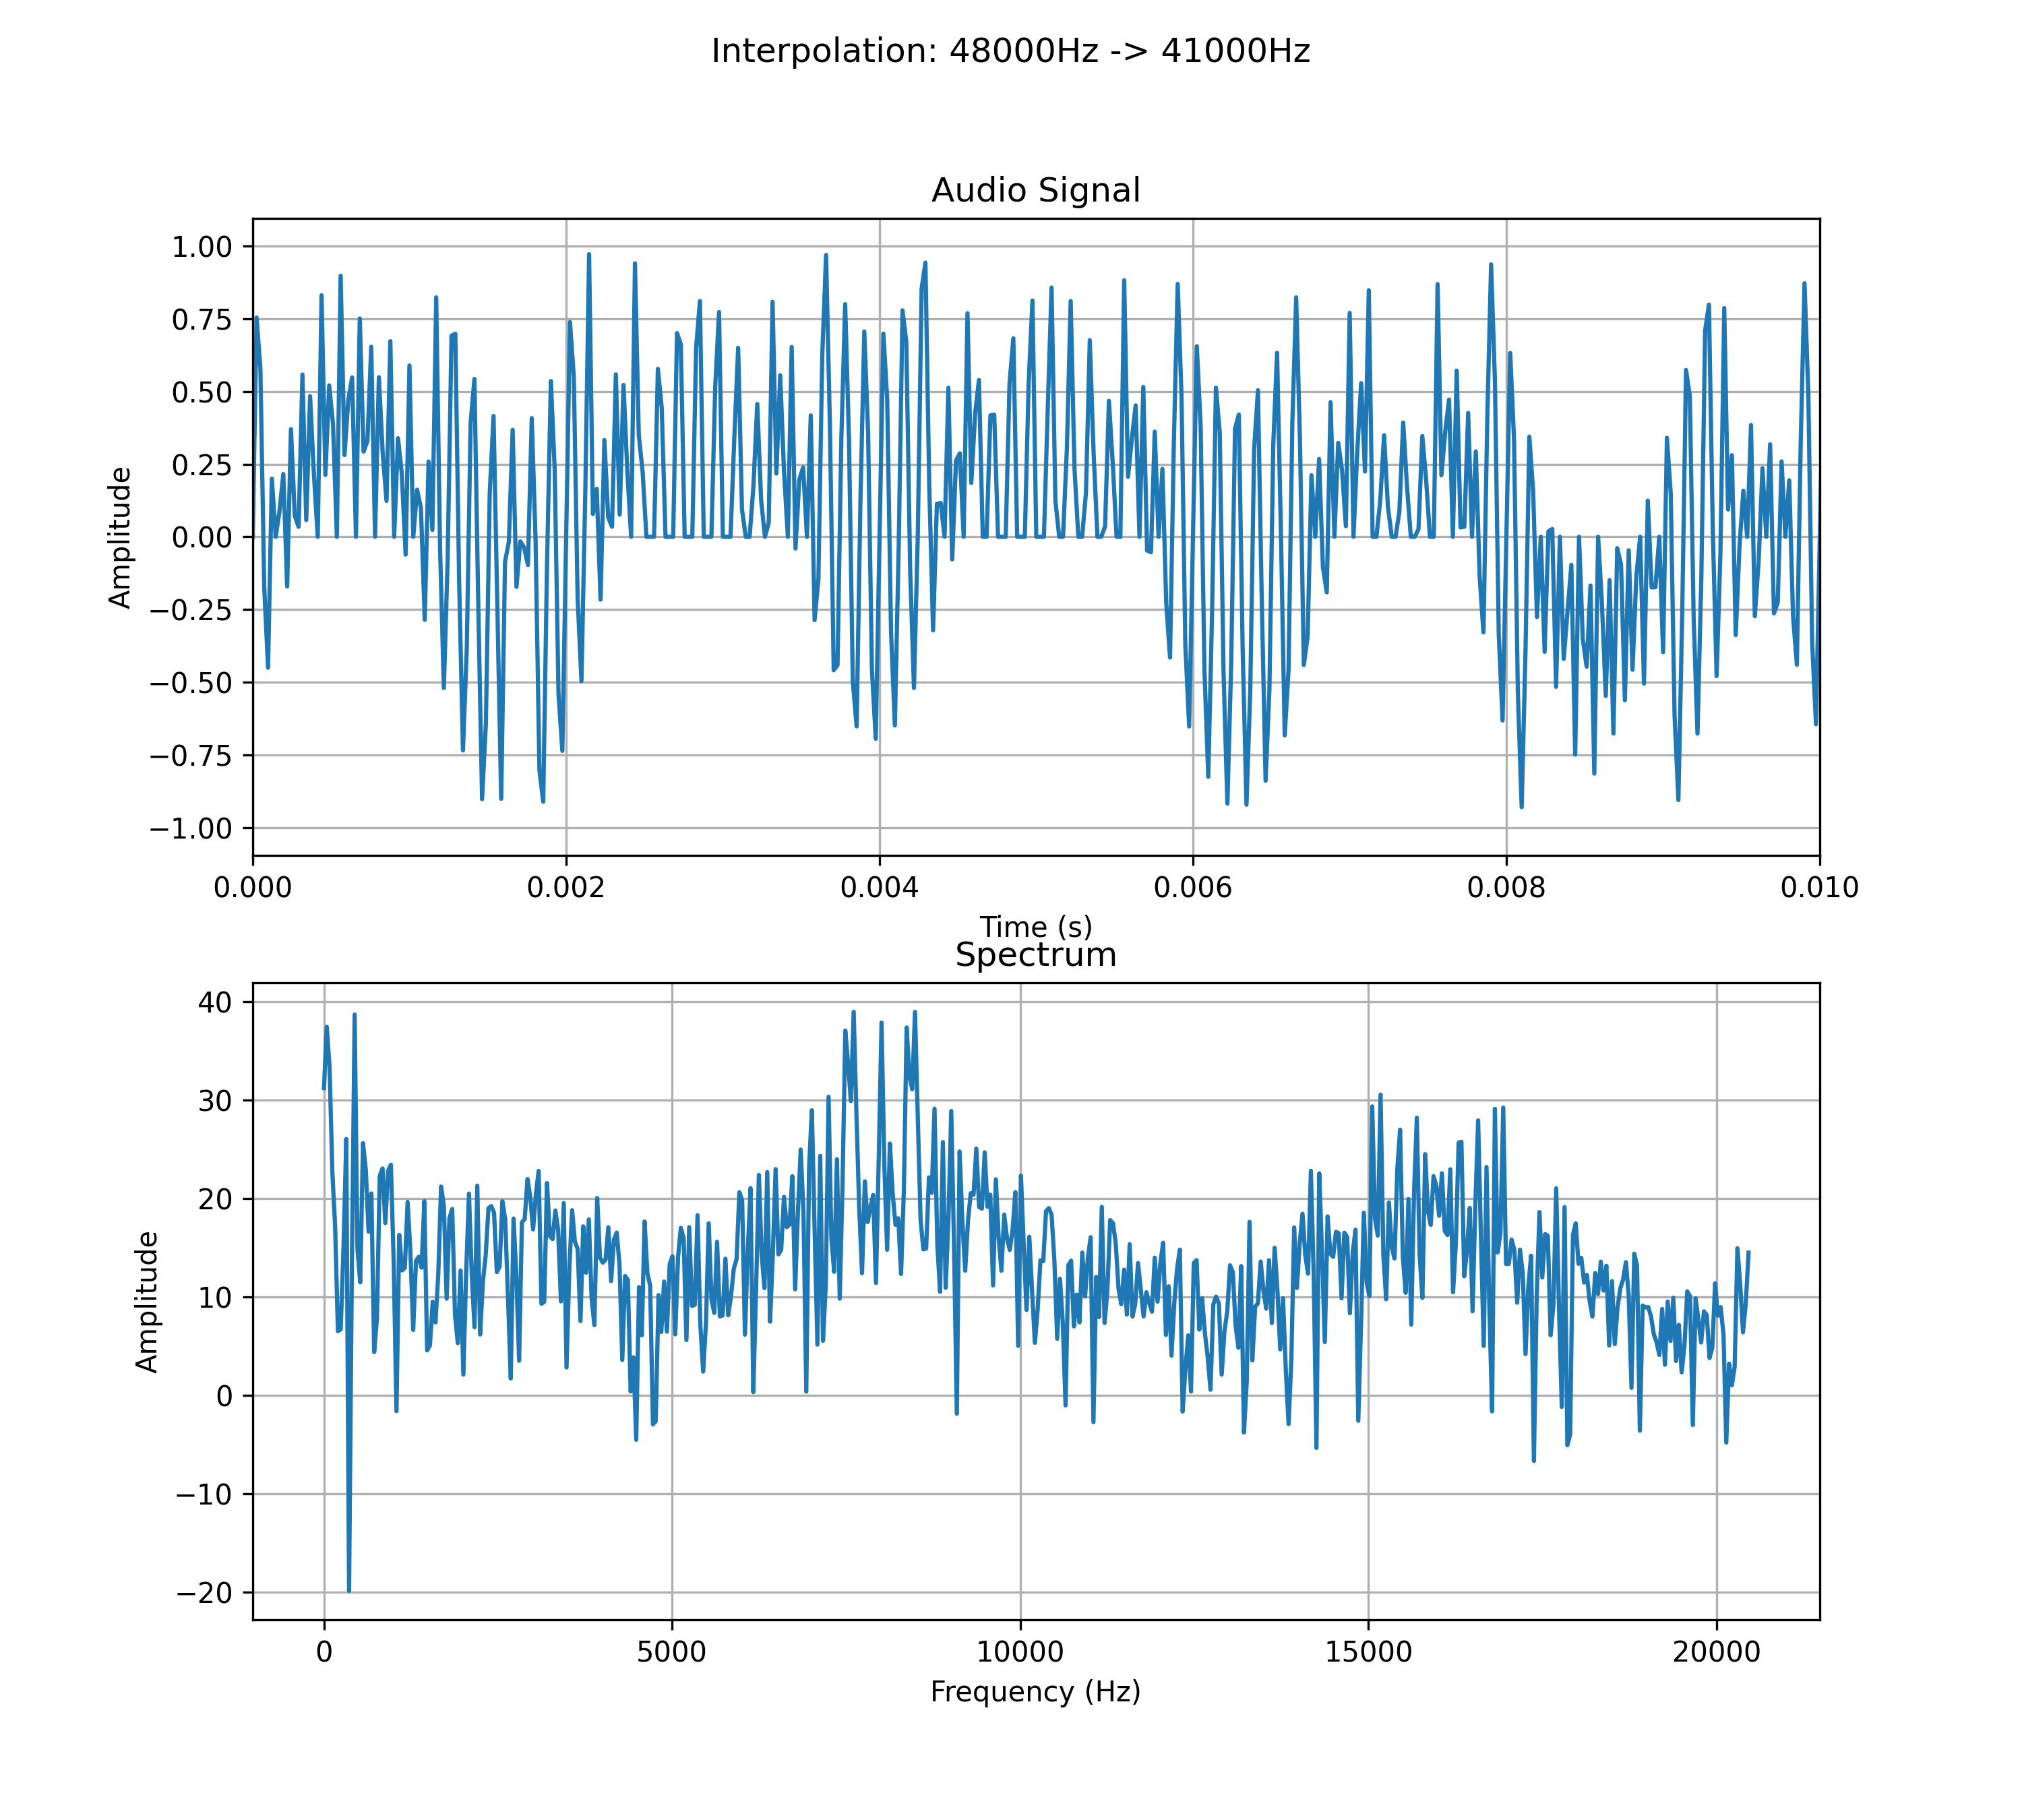 Interpolation: 48000Hz -> 41000Hz
Audio Signal
1.00
0.75
0.50
0.25
0.00
−0.25
−0.50
−0.75
−1.00
Amplitude
0.000 0.002 0.004 0.006 0.008 0.010
Time (s)
Spectrum
40
30
20
10
0
−10
−20
Amplitude
0 5000 10000 15000 20000
Frequency (Hz)